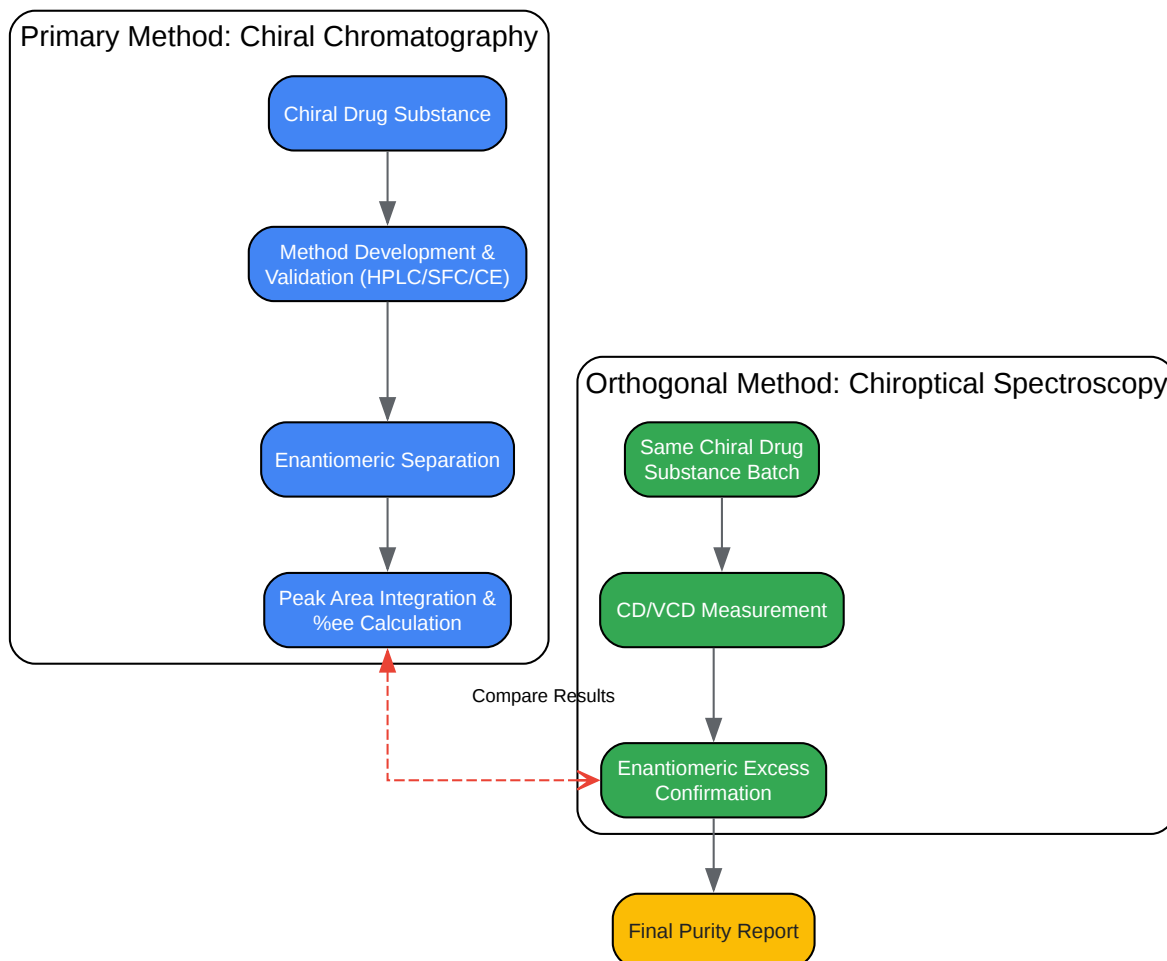 Primary Method: Chiral Chromatography
Chiral Drug Substance
Method Development &
Validation (HPLC/SFC/CE)
Enantiomeric Separation
Peak Area Integration &
%ee Calculation
Compare Results
Orthogonal Method: Chiroptical Spectroscopy
Same Chiral Drug
Substance Batch
CD/VCD Measurement
Enantiomeric Excess
Confirmation
Final Purity Report